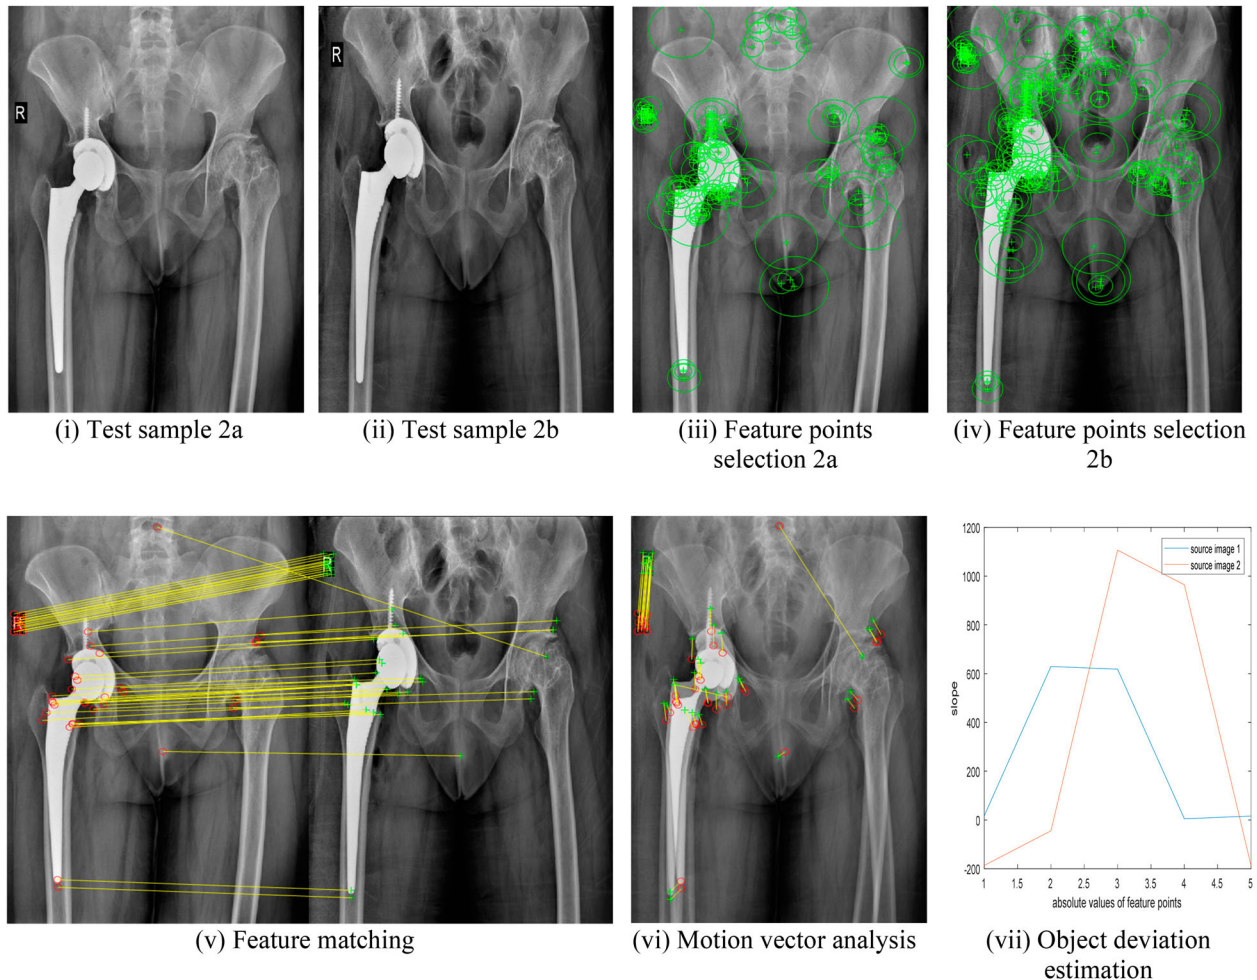 R
R
(i) Test sample 2a
(ii) Test sample 2b
(iii) Feature points
selection 2a
(iv) Feature points selection
2b
R
R
R
1200
1000
800
600
400
200
0
-200
slope
source image 1
source image 2
1
1.5
2
2.5
3
3.5
4
4.5
5
absolute values of feature points
(v) Feature matching
(vi) Motion vector analysis
(vii) Object deviation
estimation